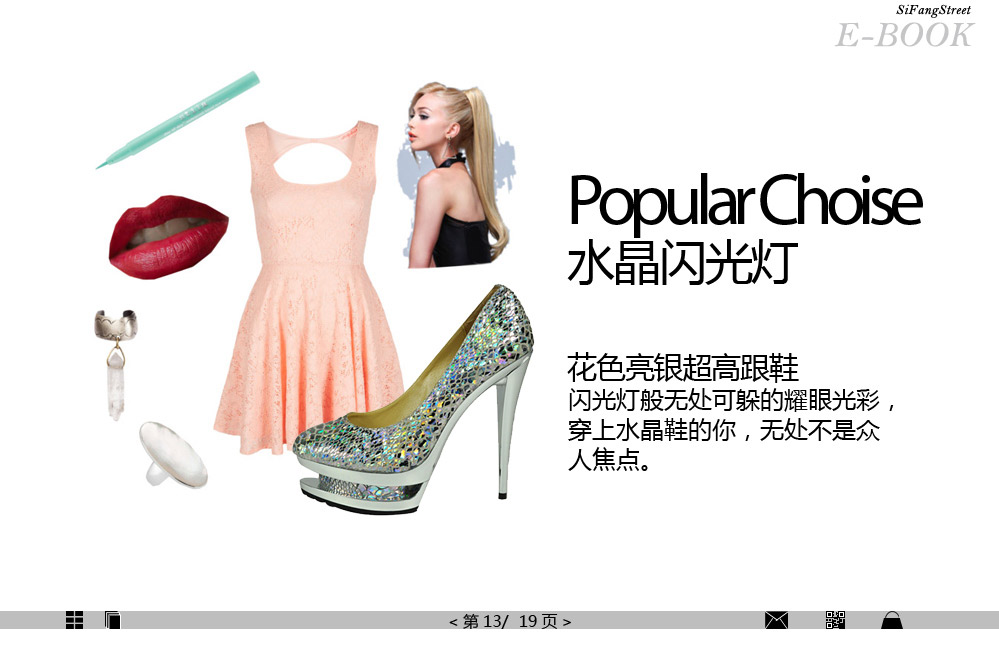 SiFangStreet
E-BOOK
Popular Choise
水晶闪光灯
花色亮银超高跟鞋
闪光灯般无处可躲的耀眼光彩，
穿上水晶鞋的你，无处不是众
人焦点。
< 第 13/ 19 页 >